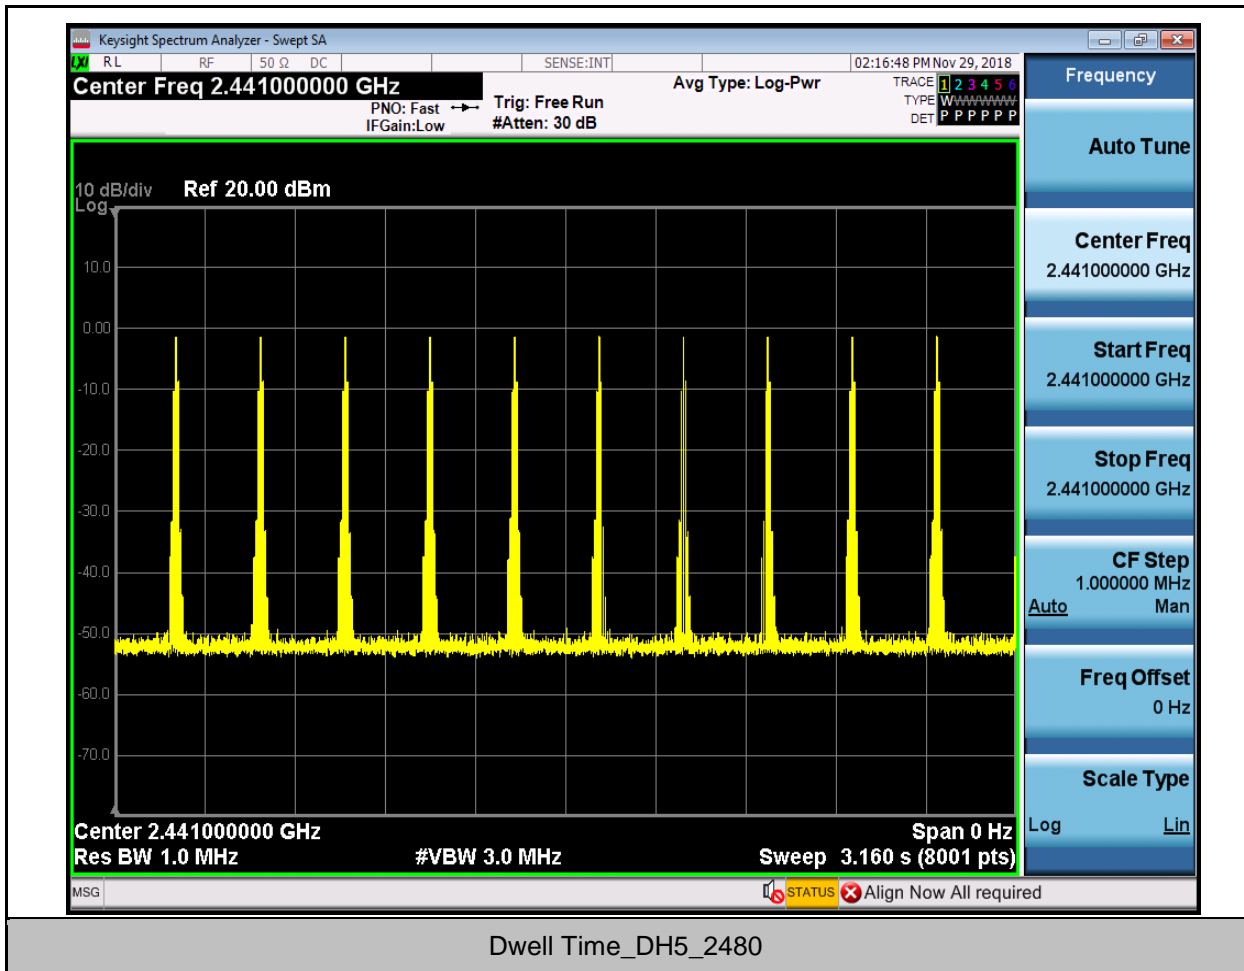 Keysight Spectrum Analyzer - Swept SA
LXI RL RF 50 Ω DC SENSE:INT 02:16:48 PM Nov 29, 2018
Center Freq 2.441000000 GHz
PNO: Fast
IFGain:Low
Trig: Free Run
#Atten: 30 dB
Avg Type: Log-Pwr
TRACE 1 2 3 4 5 6
TYPE WWWWWW
DET P P P P P P
10 dB/div Ref 20.00 dBm
Log
10.0
0.00
-10.0
-20.0
-30.0
-40.0
-50.0
-60.0
-70.0
Center 2.441000000 GHz Span 0 Hz
Res BW 1.0 MHz #VBW 3.0 MHz Sweep 3.160 s (8001 pts)
Frequency
Auto Tune
Center Freq
2.441000000 GHz
Start Freq
2.441000000 GHz
Stop Freq
2.441000000 GHz
CF Step
1.000000 MHz
Auto Man
Freq Offset
0 Hz
Scale Type
Log Lin
MSG STATUS Align Now All required
Dwell Time_DH5_2480